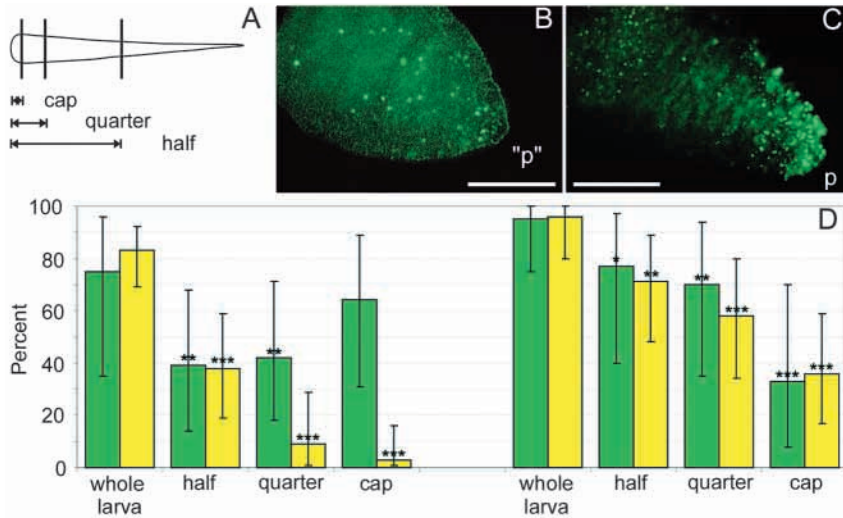 A
cap
quarter
half
B
"p"
C
p
D
Percent
100
80
60
40
20
0
** *** ** *** ***
* ** ** *** *** ***
whole larva half quarter cap whole larva half quarter cap